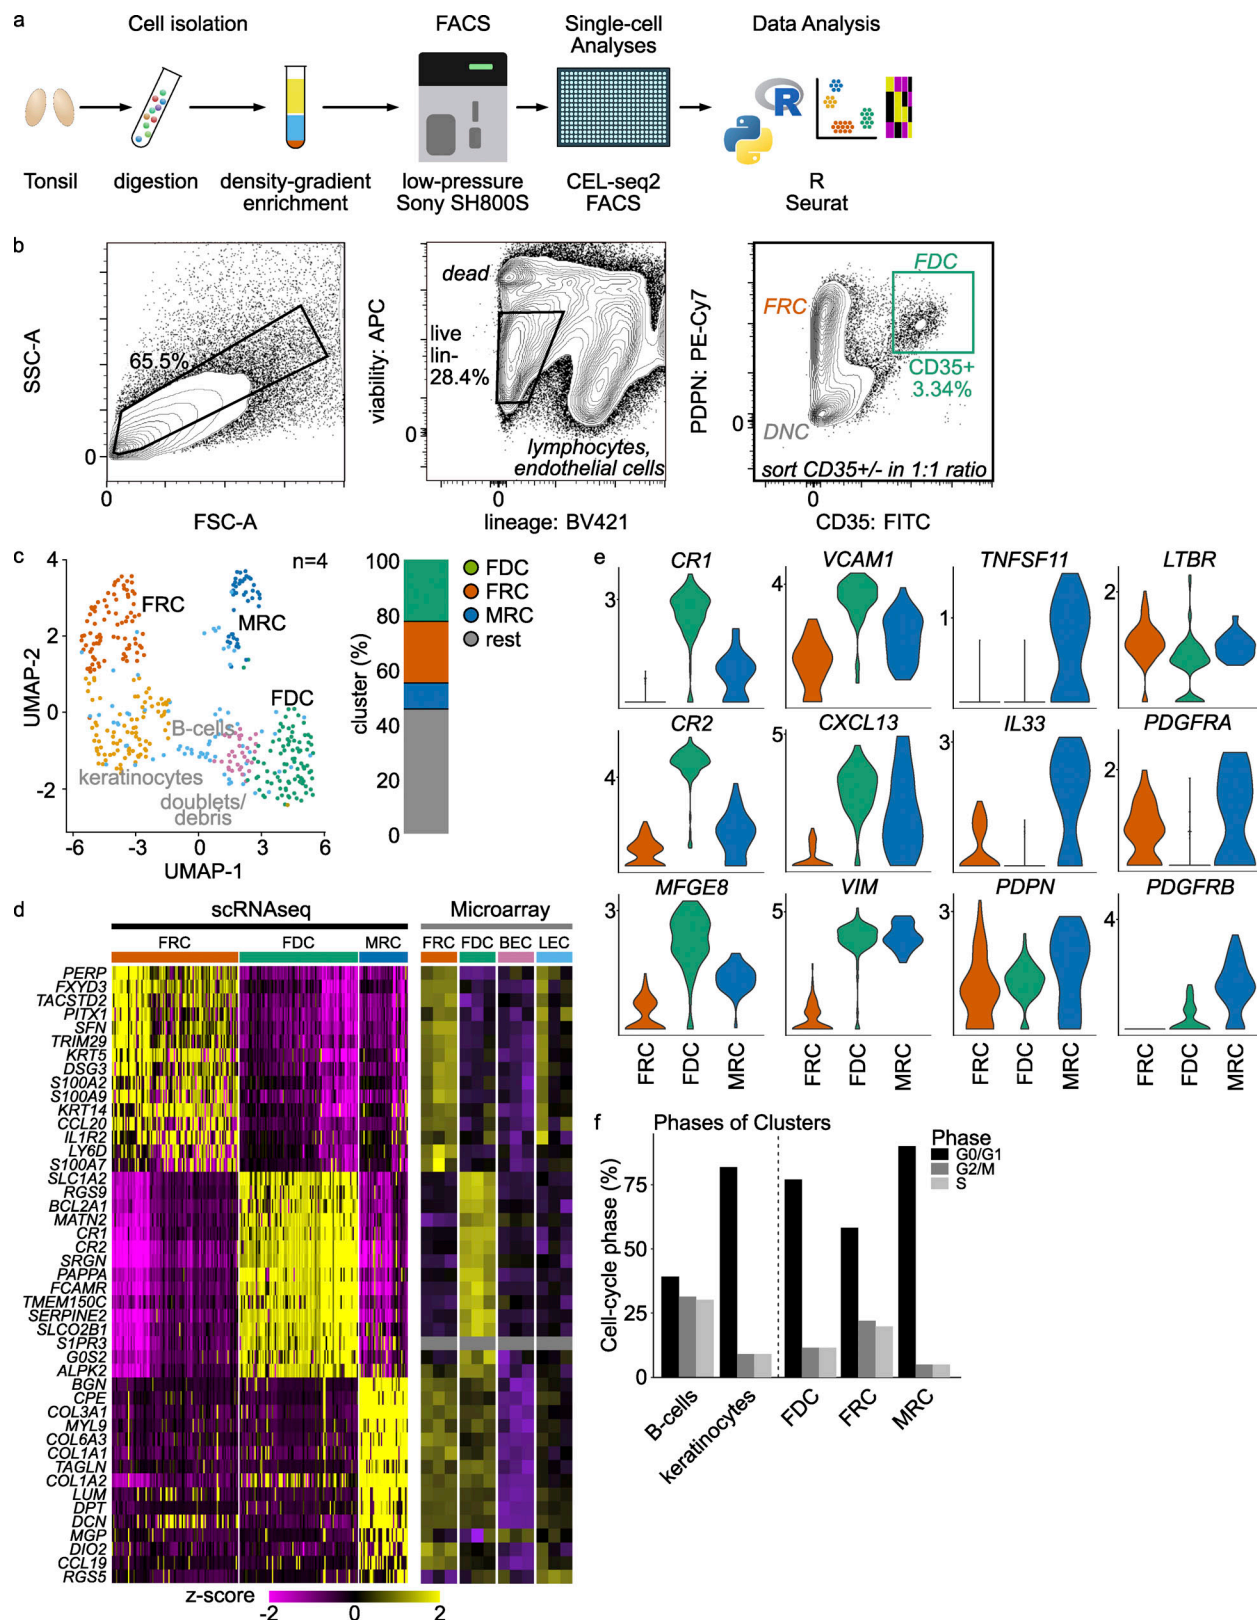 a
Cell isolation
FACS
Single-cell
Analyses
Data Analysis
R
Tonsil
digestion
density-gradient
enrichment
low-pressure
Sony SH800S
CEL-seq2
FACS
R
Seurat
b
SSC-A
65.5%
0
0
FSC-A
viability: APC
dead
live
lin-
28.4%
0
lymphocytes,
endothelial cells
0
lineage: BV421
PDPN: PE-Cy7
FDC
FRC
CD35+
3.34%
0
DNC
sort CD35+/- in 1:1 ratio
0
CD35: FITC
c
n=4
4
2
0
-2
UMAP-2
FRC
MRC
FDC
B-cells
keratinocytes
doublets/
debris
-6
-3
0
3
6
UMAP-1
cluster (%)
100
80
60
40
20
0
FDC
FRC
MRC
rest
d
scRNAseq
Microarray
FRC
FDC
MRC
FRC
FDC
BEC
LEC
PERP
FXYD3
TACSTD2
PITX1
SFN
TRIM29
KRT5
DSG3
S100A2
S100A9
KRT14
CCL20
IL1R2
LY6D
S100A7
SLC1A2
RGS9
BCL2A1
MATN2
CR1
CR2
SRGN
PAPPA
FCAMR
TMEM150C
SERPINE2
SLCO2B1
S1PR3
G0S2
ALPK2
BGN
CPE
COL3A1
MYL9
COL6A3
COL1A1
TAGLN
COL1A2
LUM
DPT
DCN
MGP
DIO2
CCL19
RGS5
z-score
-2
0
2
e
CR1
VCAM1
TNFSF11
LTBR
3
4
1
2
CR2
CXCL13
IL33
PDGFRA
4
5
3
2
MFGE8
VIM
PDPN
PDGFRB
3
5
3
4
FRC
FDC
MRC
FRC
FDC
MRC
FRC
FDC
MRC
FRC
FDC
MRC
f
Phases of Clusters
Phase
G0/G1
G2/M
S
Cell-cycle phase (%)
75
50
25
0
B-cells
keratinocytes
FDC
FRC
MRC